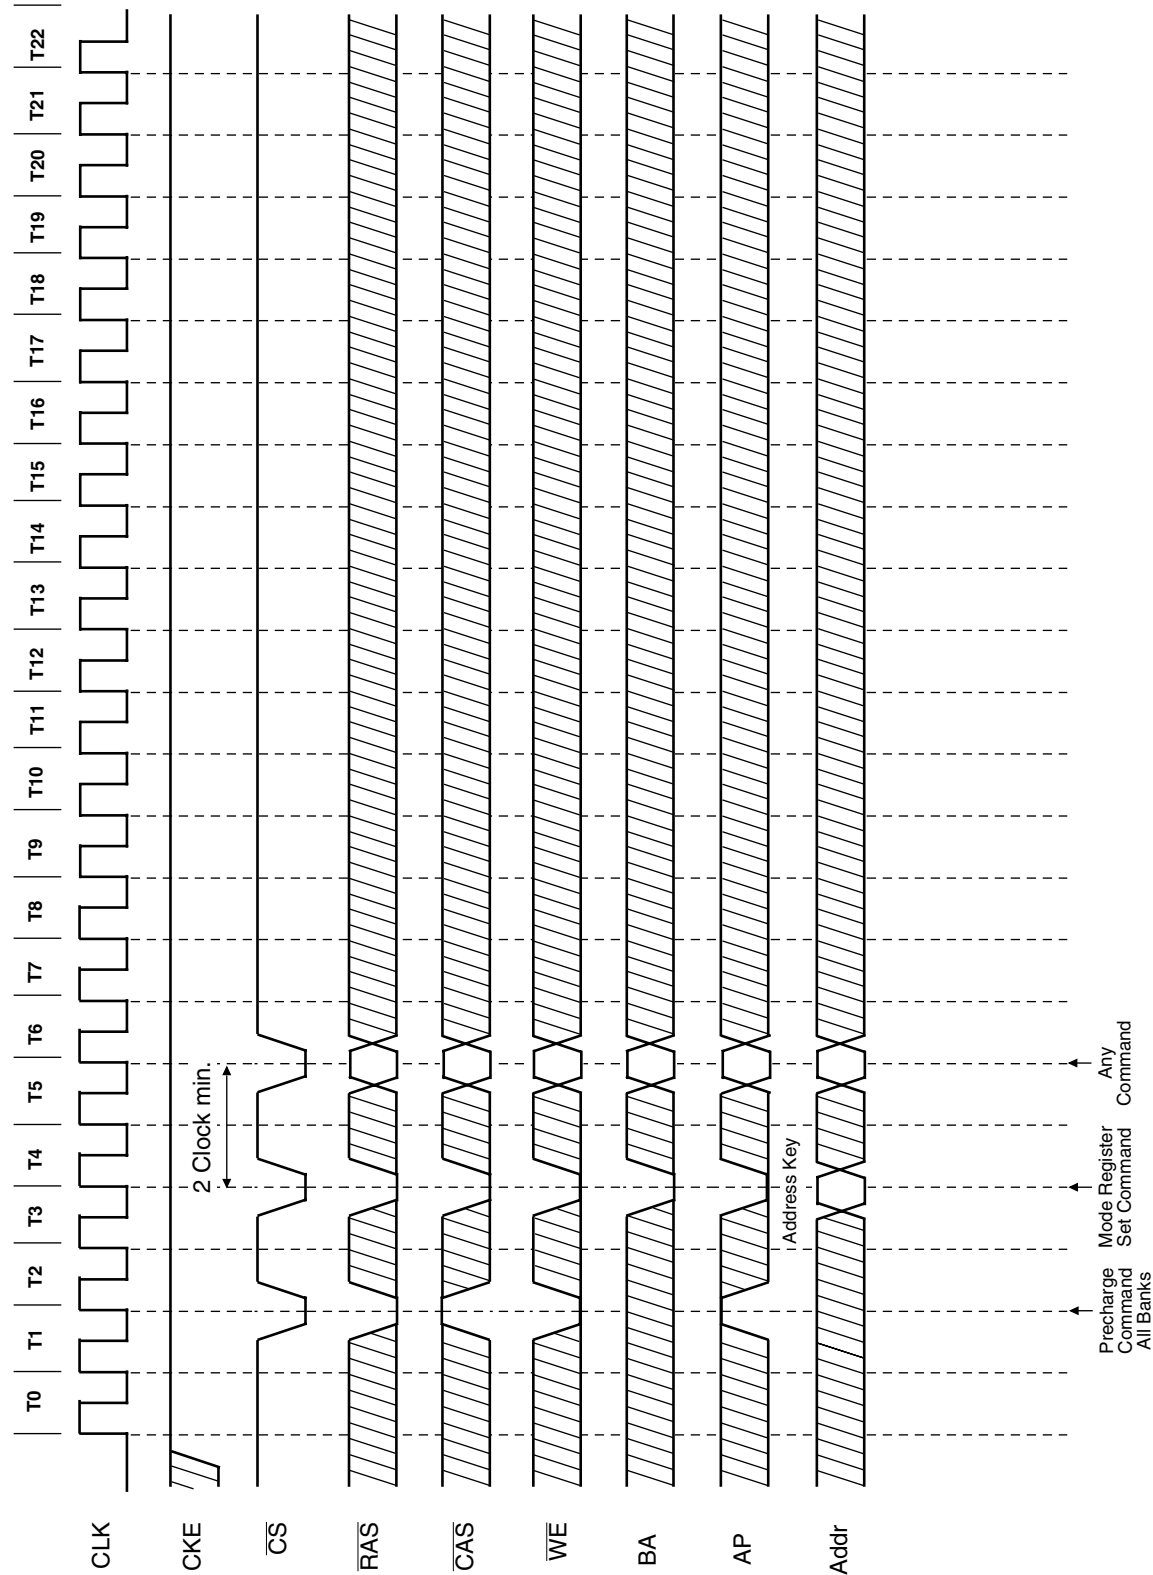 T0 T1 T2 T3 T4 T5 T6 T7 T8 T9 T10 T11 T12 T13 T14 T15 T16 T17 T18 T19 T20 T21 T22
CLK
CKE
2 Clock min.
CS
RAS
CAS
WE
BA
AP
Address Key
Addr
Precharge
Command
All Banks
Mode Register
Set Command
Any
Command